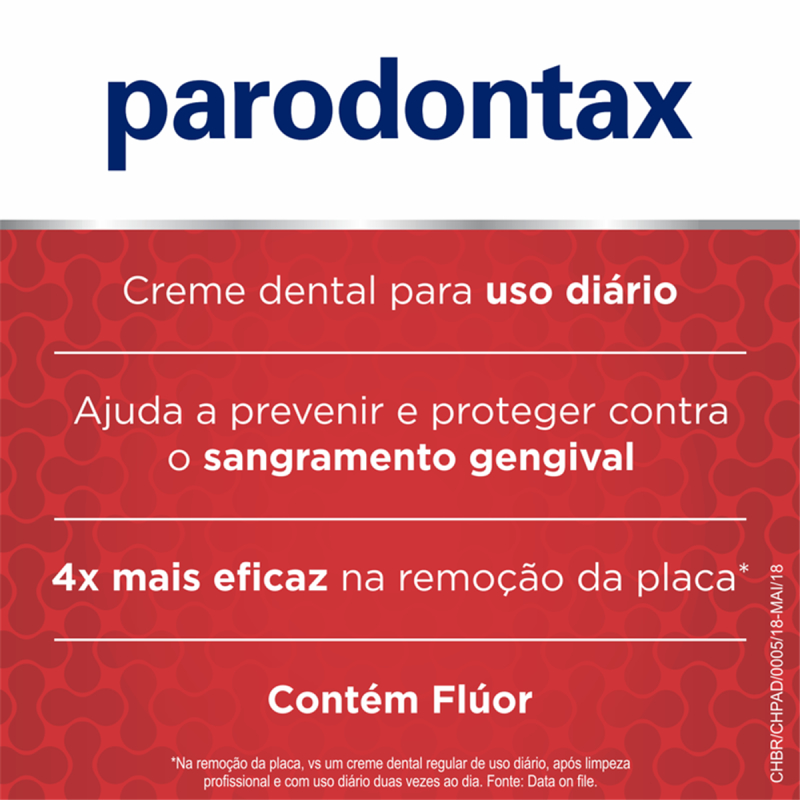 parodontax
Creme dental para uso diário
Ajuda a prevenir e proteger contra
o sangramento gengival
4x mais eficaz na remoção da placa*
Contém Flúor
*Na remoção da placa, vs um creme dental regular de uso diário, após limpeza
profissional e com uso diário duas vezes ao dia. Fonte: Data on file.
CHBR/CHPAD/0005/18-MAI/18